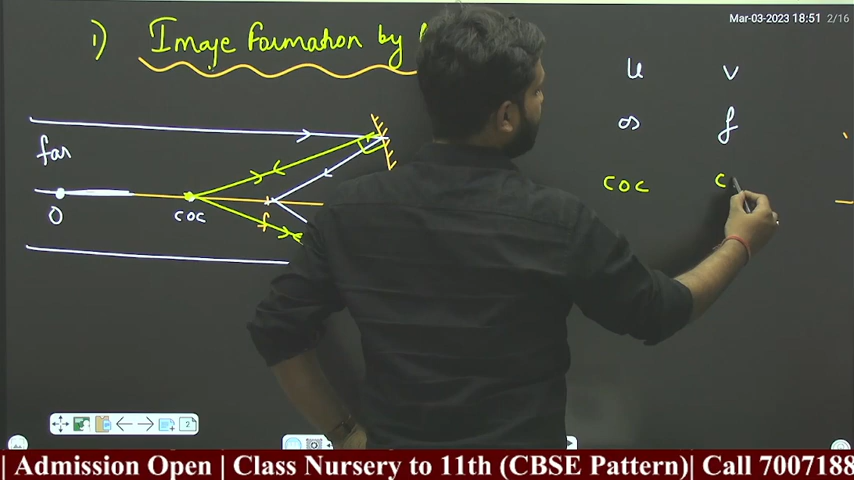 Mar-03-2023 18:51 2/16
1) Image formation by
u v
far
∞ f
coc c
O coc f
2
| Admission Open | Class Nursery to 11th (CBSE Pattern)| Call 7007188